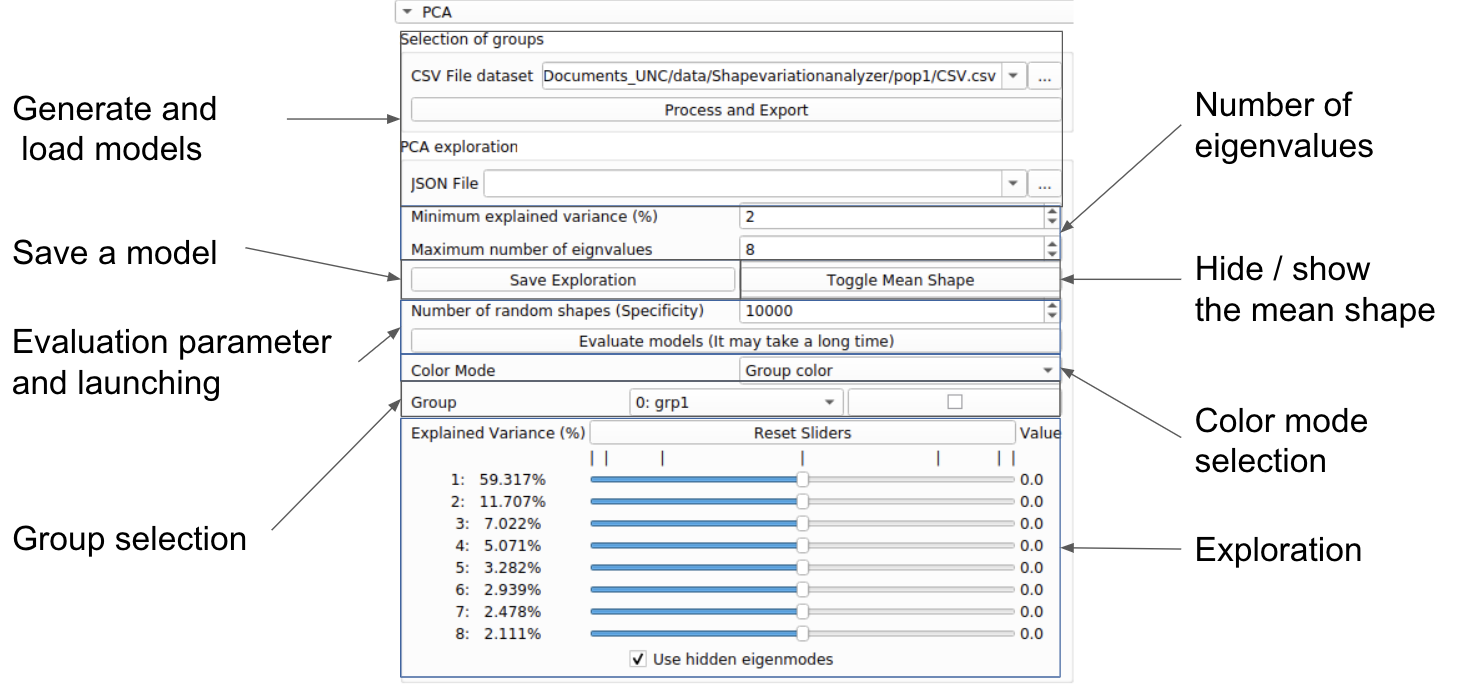 PCA
Selection of groups
CSV File dataset Documents_UNC/data/Shapevariationanalyzer/pop1/CSV.csv ...
Process and Export
PCA exploration
JSON File ...
Minimum explained variance (%) 2
Maximum number of eignvalues 8
Save Exploration Toggle Mean Shape
Number of random shapes (Specificity) 10000
Evaluate models (It may take a long time)
Color Mode Group color
Group 0: grp1
Explained Variance (%) Reset Sliders Value
1: 59.317% 0.0
2: 11.707% 0.0
3: 7.022% 0.0
4: 5.071% 0.0
5: 3.282% 0.0
6: 2.939% 0.0
7: 2.478% 0.0
8: 2.111% 0.0
Use hidden eigenmodes
Generate and
load models
Save a model
Evaluation parameter
and launching
Group selection
Number of
eigenvalues
Hide / show
the mean shape
Color mode
selection
Exploration